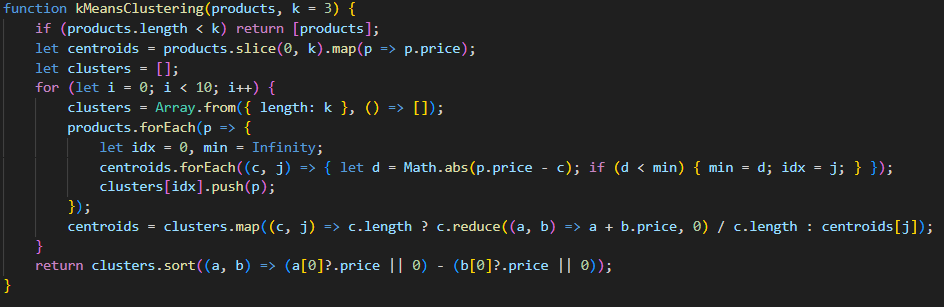 function kMeansClustering(products, k = 3) {
    if (products.length < k) return [products];
    let centroids = products.slice(0, k).map(p => p.price);
    let clusters = [];
    for (let i = 0; i < 10; i++) {
        clusters = Array.from({ length: k }, () => []);
        products.forEach(p => {
            let idx = 0, min = Infinity;
            centroids.forEach((c, j) => { let d = Math.abs(p.price - c); if (d < min) { min = d; idx = j; } });
            clusters[idx].push(p);
        });
        centroids = clusters.map((c, j) => c.length ? c.reduce((a, b) => a + b.price, 0) / c.length : centroids[j]);
    }
    return clusters.sort((a, b) => (a[0]?.price || 0) - (b[0]?.price || 0));
}